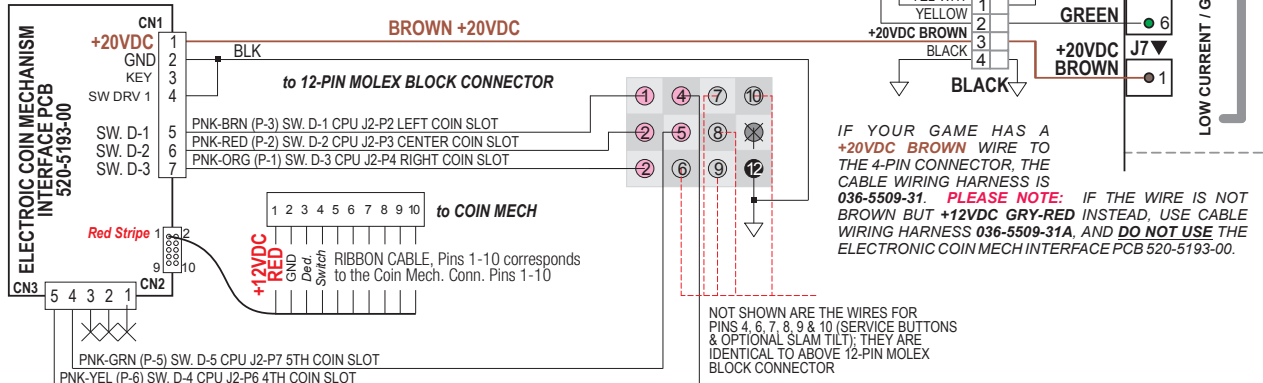 ELECTROIC COIN MECHANISM
INTERFACE PCB
520-5193-00
CN1
+20VDC 1
GND 2
KEY 3
SW DRV 1 4
SW. D-1 5
SW. D-2 6
SW. D-3 7
BROWN +20VDC
BLK
to 12-PIN MOLEX BLOCK CONNECTOR
PNK-BRN (P-3) SW. D-1 CPU J2-P2 LEFT COIN SLOT
PNK-RED (P-2) SW. D-2 CPU J2-P3 CENTER COIN SLOT
PNK-ORG (P-1) SW. D-3 CPU J2-P4 RIGHT COIN SLOT
1 4 7 10
2 5 8
2 6 9 12
1 2 3 4 5 6 7 8 9 10
to COIN MECH
Red Stripe 1 2
9 10
CN2
+12VDC
RED
GND
Ded.
Switch
RIBBON CABLE, Pins 1-10 corresponds
to the Coin Mech. Conn. Pins 1-10
CN3
5 4 3 2 1
PNK-GRN (P-5) SW. D-5 CPU J2-P7 5TH COIN SLOT
PNK-YEL (P-6) SW. D-4 CPU J2-P6 4TH COIN SLOT
NOT SHOWN ARE THE WIRES FOR
PINS 4, 6, 7, 8, 9 & 10 (SERVICE BUTTONS
& OPTIONAL SLAM TILT); THEY ARE
IDENTICAL TO ABOVE 12-PIN MOLEX
BLOCK CONNECTOR
1
YELLOW 2
+20VDC BROWN 3
BLACK 4
BLACK
GREEN 6
+20VDC
BROWN
J7▼
1
LOW CURRENT / G
IF YOUR GAME HAS A
+20VDC BROWN WIRE TO
THE 4-PIN CONNECTOR, THE
CABLE WIRING HARNESS IS
036-5509-31. PLEASE NOTE: IF THE WIRE IS NOT
BROWN BUT +12VDC GRY-RED INSTEAD, USE CABLE
WIRING HARNESS 036-5509-31A, AND DO NOT USE THE
ELECTRONIC COIN MECH INTERFACE PCB 520-5193-00.